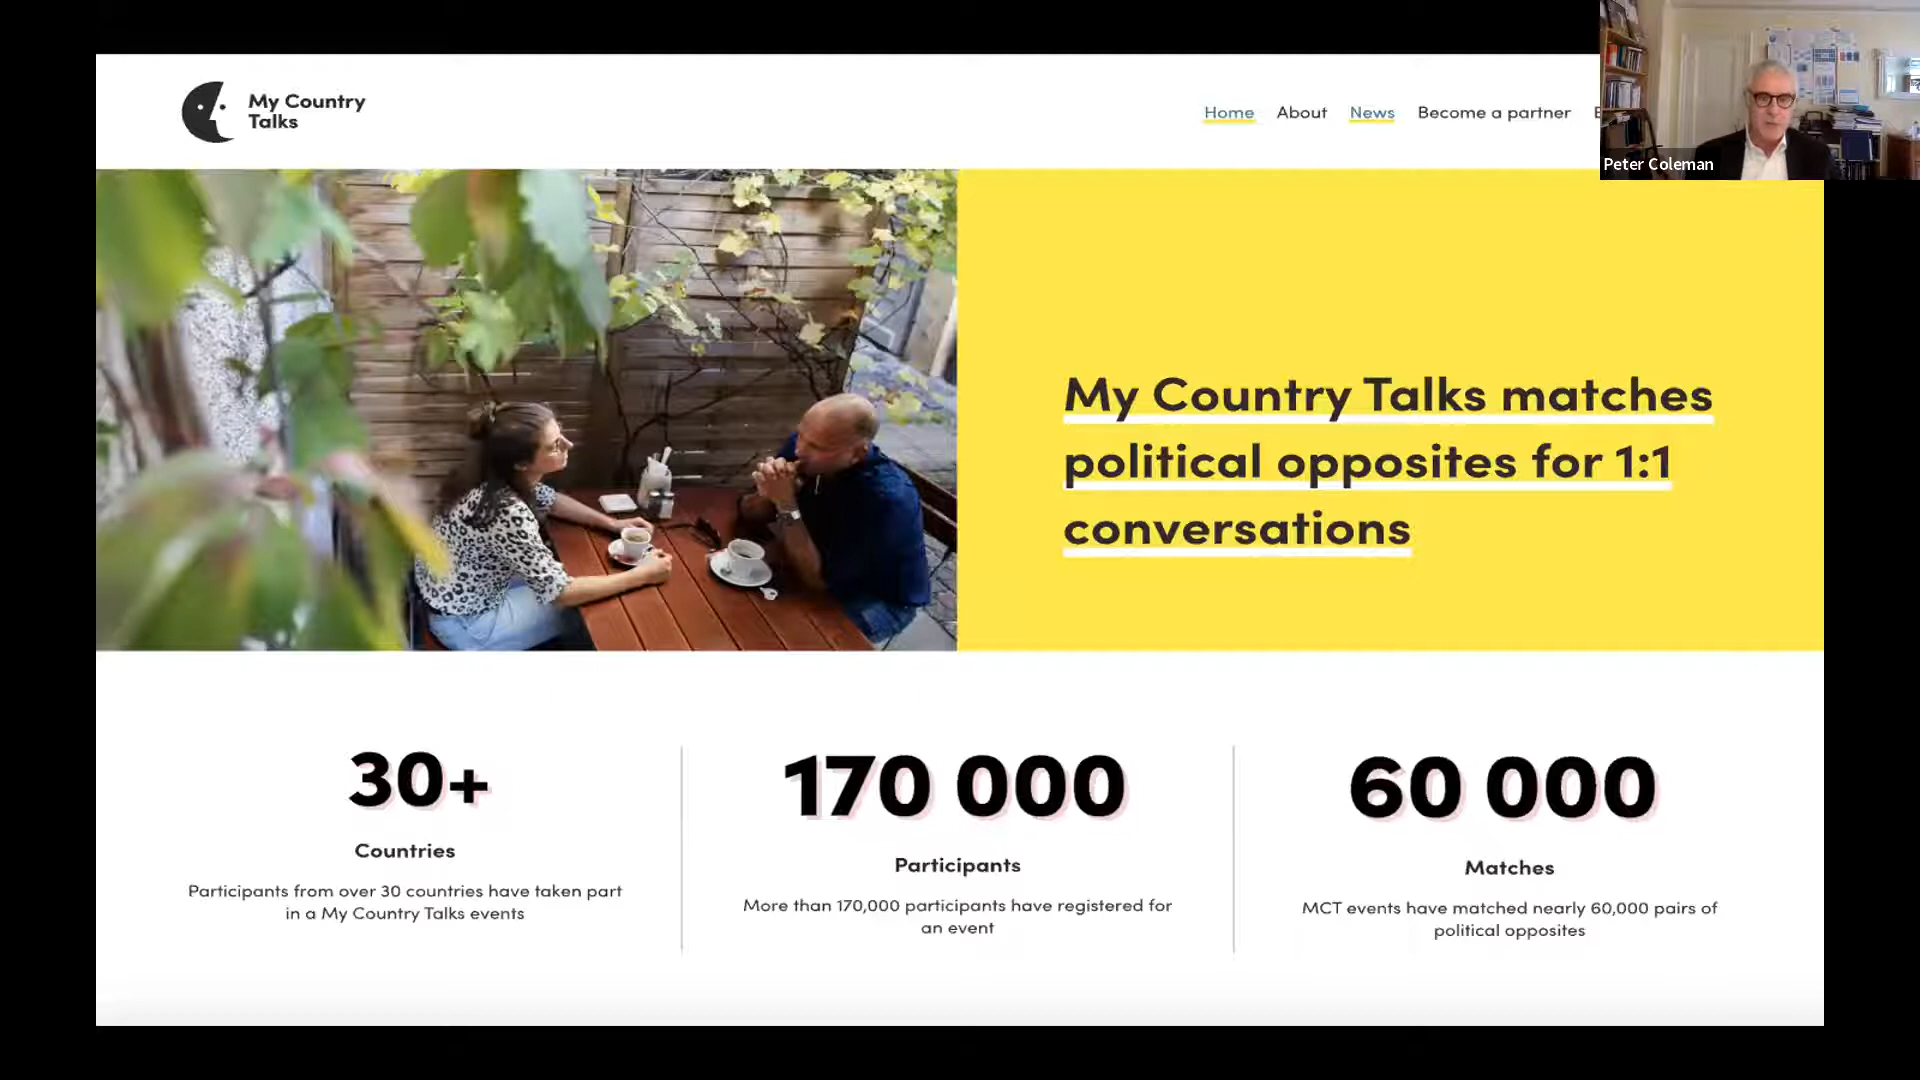 My Country
Talks
Home About News Become a partner
Peter Coleman
My Country Talks matches
political opposites for 1:1
conversations
30+
Countries
Participants from over 30 countries have taken part
in a My Country Talks events
170 000
Participants
More than 170,000 participants have registered for
an event
60 000
Matches
MCT events have matched nearly 60,000 pairs of
political opposites